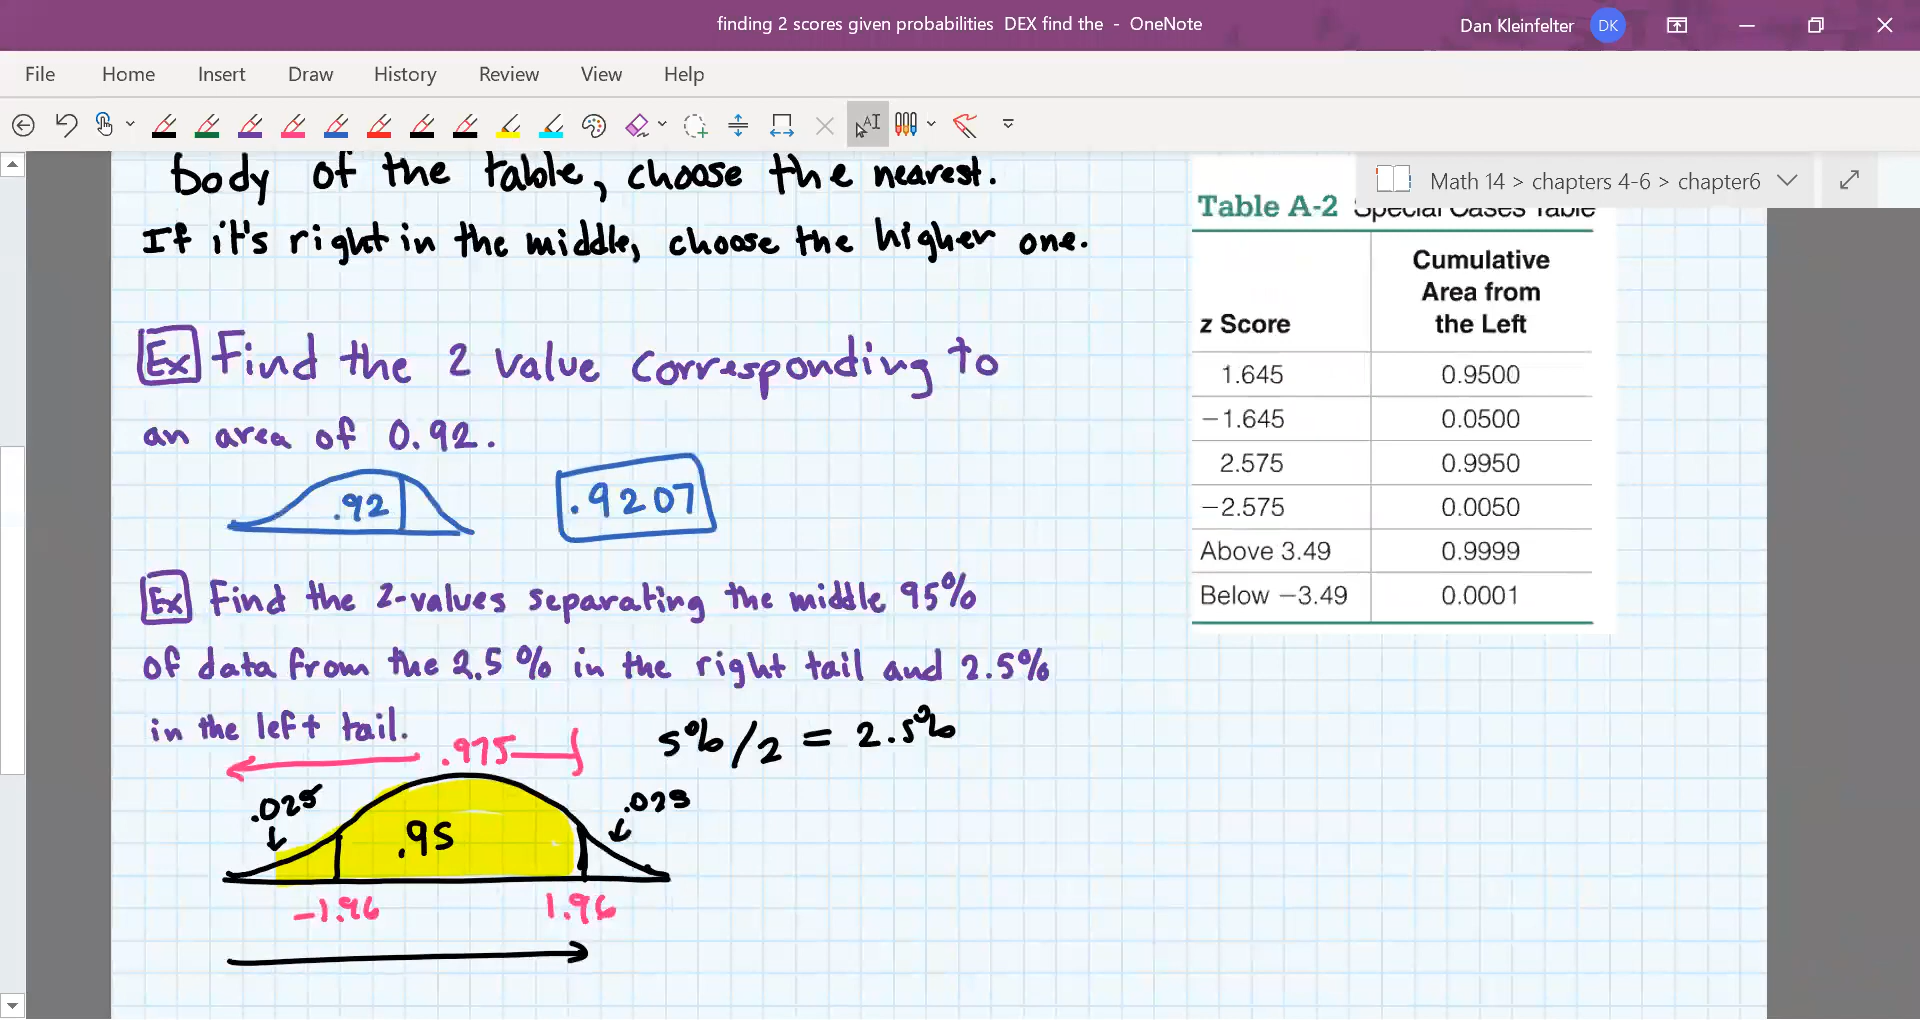 finding 2 scores given probabilities DEX find the - OneNote
Dan Kleinfelter DK
File Home Insert Draw History Review View Help
Math 14 > chapters 4-6 > chapter6
body of the table, choose the nearest.
If it's right in the middle, choose the higher one.
Ex Find the z value corresponding to
an area of 0.92.
.92
.9207
Ex Find the z-values separating the middle 95%
of data from the 2.5% in the right tail and 2.5%
in the left tail.
5%/2 = 2.5%
.975
.025
.025
.95
-1.96
1.96
Table A-2 Special Cases Table
z Score Cumulative Area from the Left
1.645 0.9500
−1.645 0.0500
2.575 0.9950
−2.575 0.0050
Above 3.49 0.9999
Below −3.49 0.0001